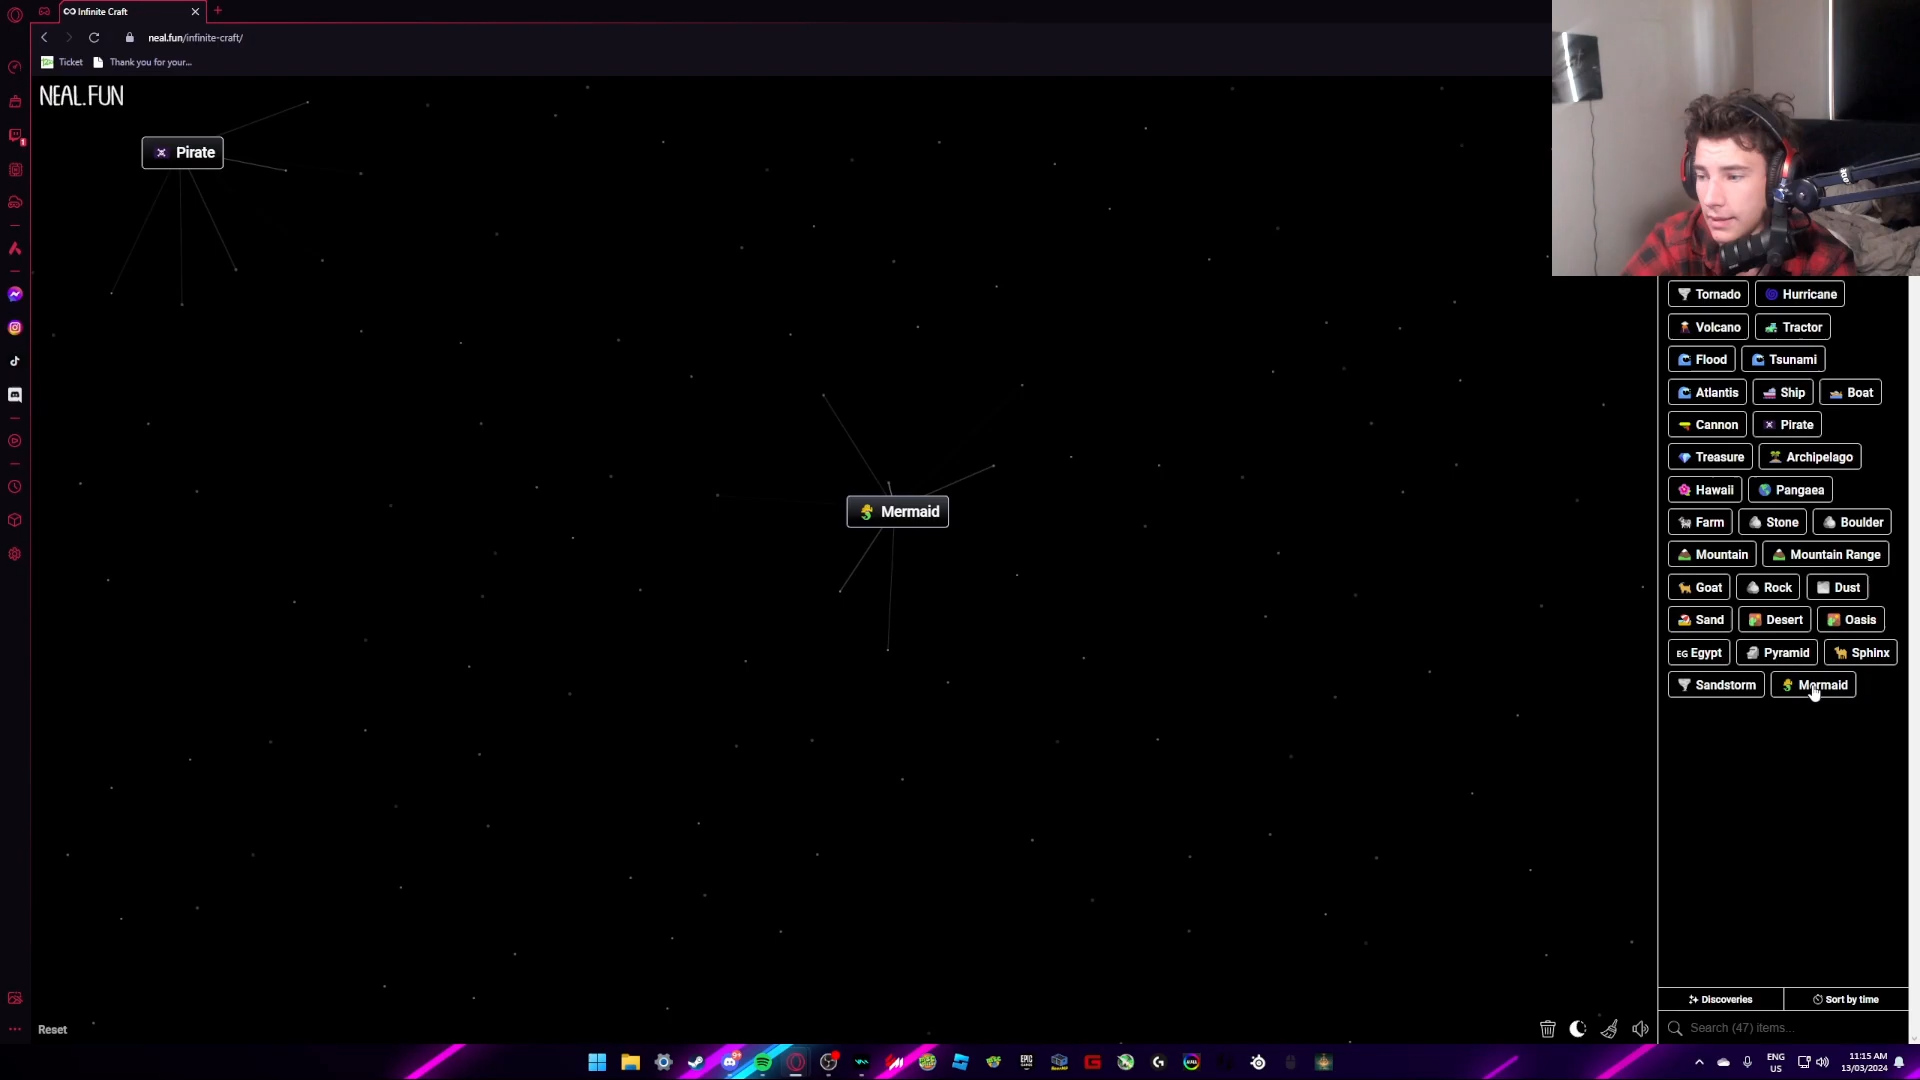 Infinite Craft
neal.fun/infinite-craft/
Ticket
Thank you for your...
NEAL.FUN
Pirate
Mermaid
Tornado
Hurricane
Volcano
Tractor
Flood
Tsunami
Atlantis
Ship
Boat
Cannon
Pirate
Treasure
Archipelago
Hawaii
Pangaea
Farm
Stone
Boulder
Mountain
Mountain Range
Goat
Rock
Dust
Sand
Desert
Oasis
EG Egypt
Pyramid
Sphinx
Sandstorm
Mermaid
Discoveries
Sort by time
Search (47) items...
Reset
ENG
US
11:15 AM
13/03/2024